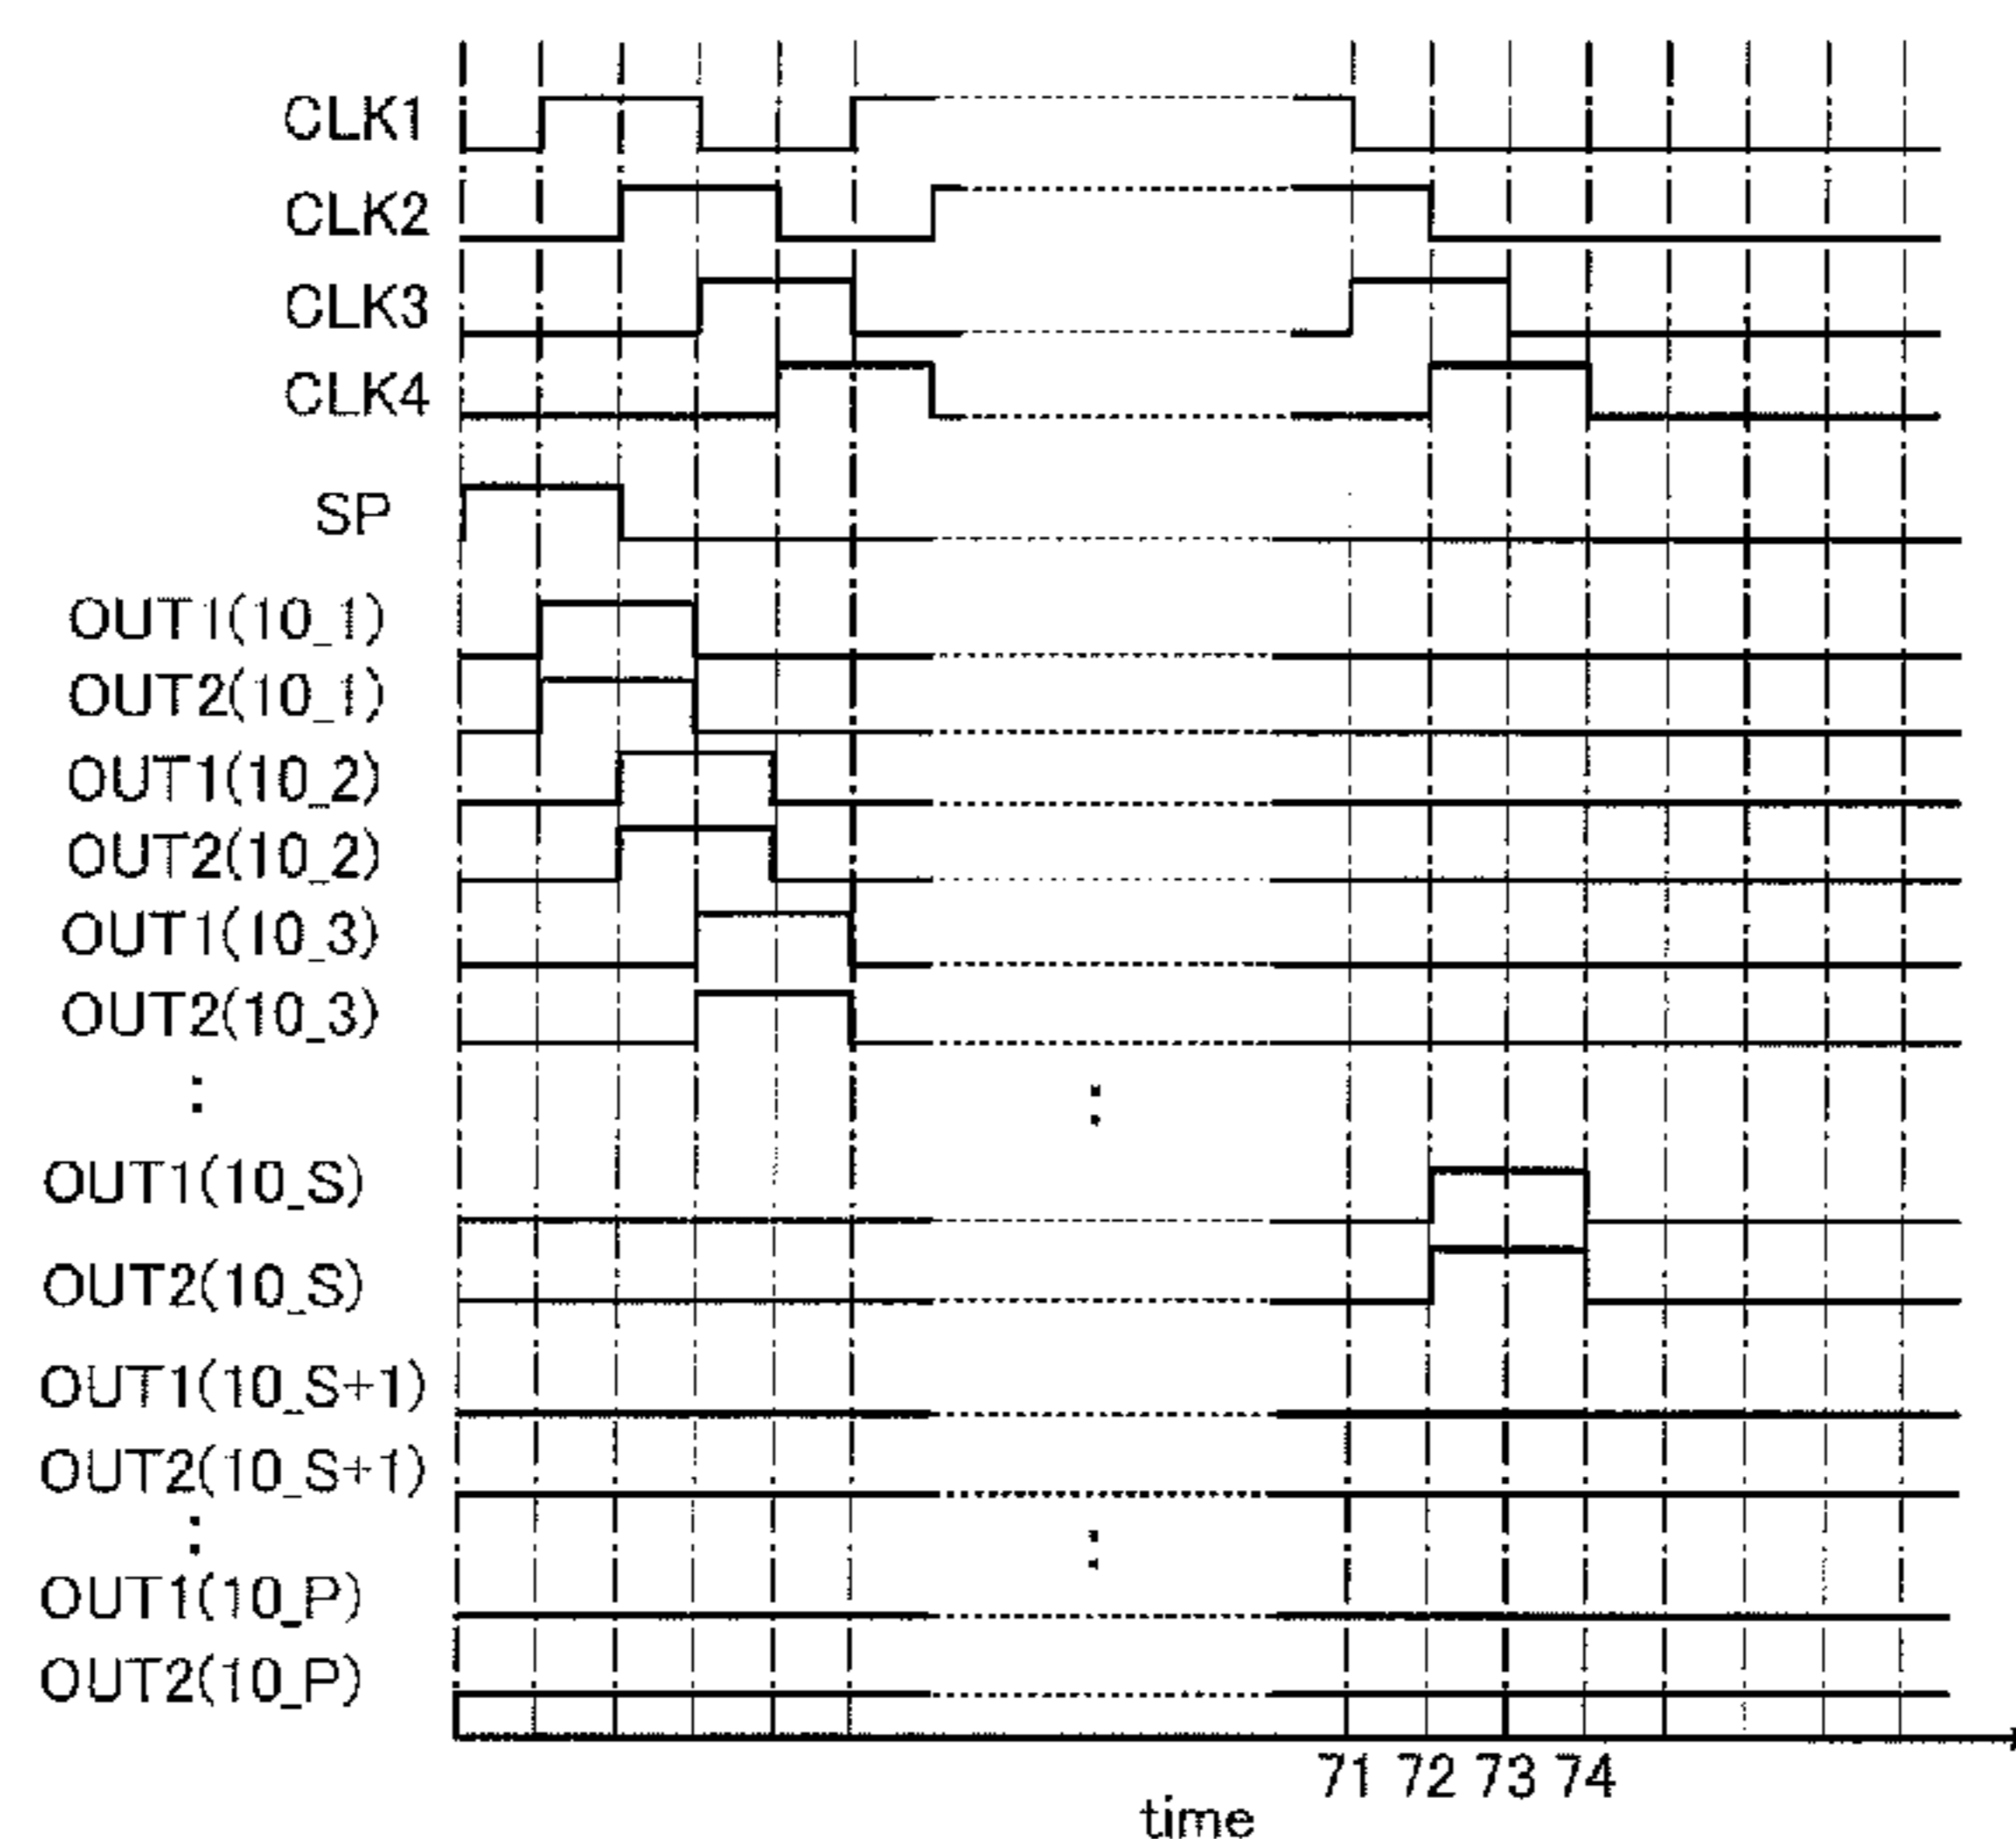 CLK1
CLK2
CLK3
CLK4
SP
OUT1(10_1)
OUT2(10_1)
OUT1(10_2)
OUT2(10_2)
OUT1(10_3)
OUT2(10_3)
:
:
OUT1(10_S)
OUT2(10_S)
OUT1(10_S+1)
OUT2(10_S+1)
:
:
OUT1(10_P)
OUT2(10_P)
71 72 73 74
time